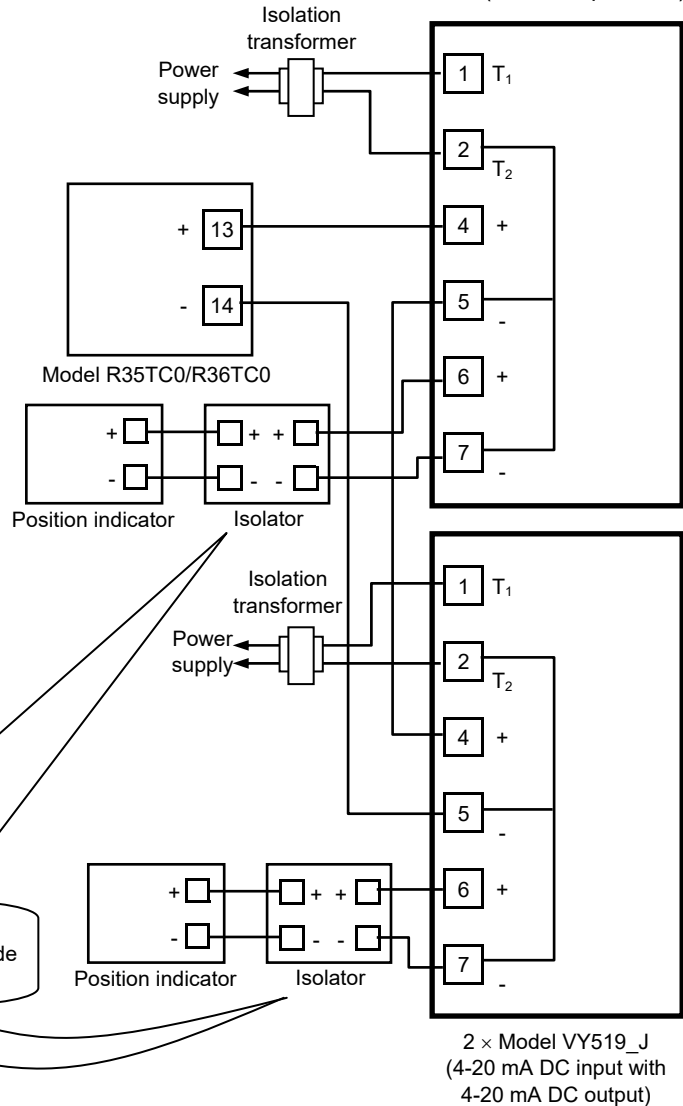 Isolation
transformer
Power
supply
1 T₁
2
T₂
+ 13
4 +
- 14
5
-
Model R35TC0/R36TC0
6 +
7
-
+ + +
- - -
Position indicator
Isolator
Isolation
transformer
Power
supply
1 T₁
2
T₂
4 +
5
-
+ + +
6 +
- - -
7
-
Position indicator
Isolator
2 × Model VY519_J
(4-20 mA DC input with
4-20 mA DC output)